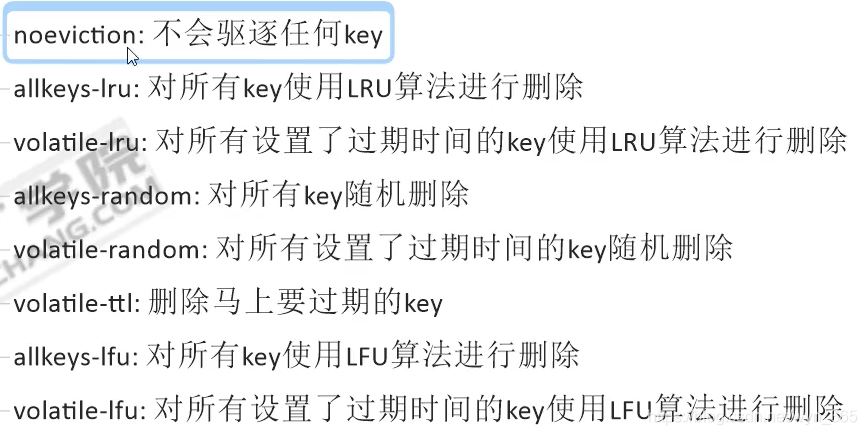 noeviction: 不会驱逐任何key
allkeys-lru: 对所有key使用LRU算法进行删除
volatile-lru: 对所有设置了过期时间的key使用LRU算法进行删除
allkeys-random: 对所有key随机删除
volatile-random: 对所有设置了过期时间的key随机删除
volatile-ttl: 删除马上要过期的key
allkeys-lfu: 对所有key使用LFU算法进行删除
volatile-lfu: 对所有设置了过期时间的key使用LFU算法进行删除
学院
CHANG.COM